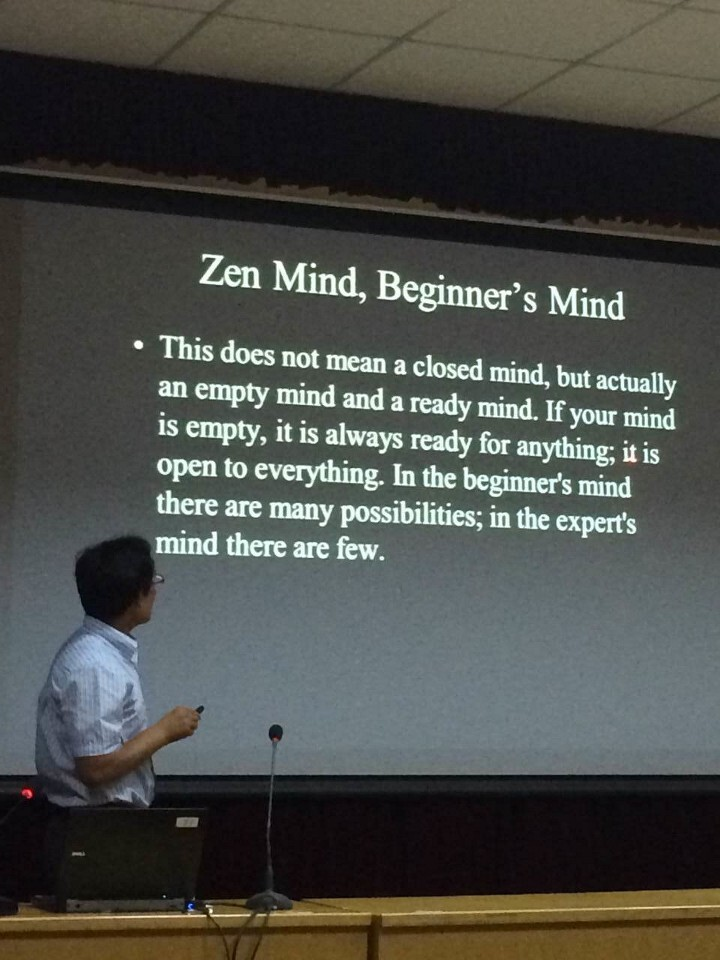 Zen Mind, Beginner's Mind
• This does not mean a closed mind, but actually
an empty mind and a ready mind. If your mind
is empty, it is always ready for anything; it is
open to everything. In the beginner's mind
there are many possibilities; in the expert's
mind there are few.
DELL